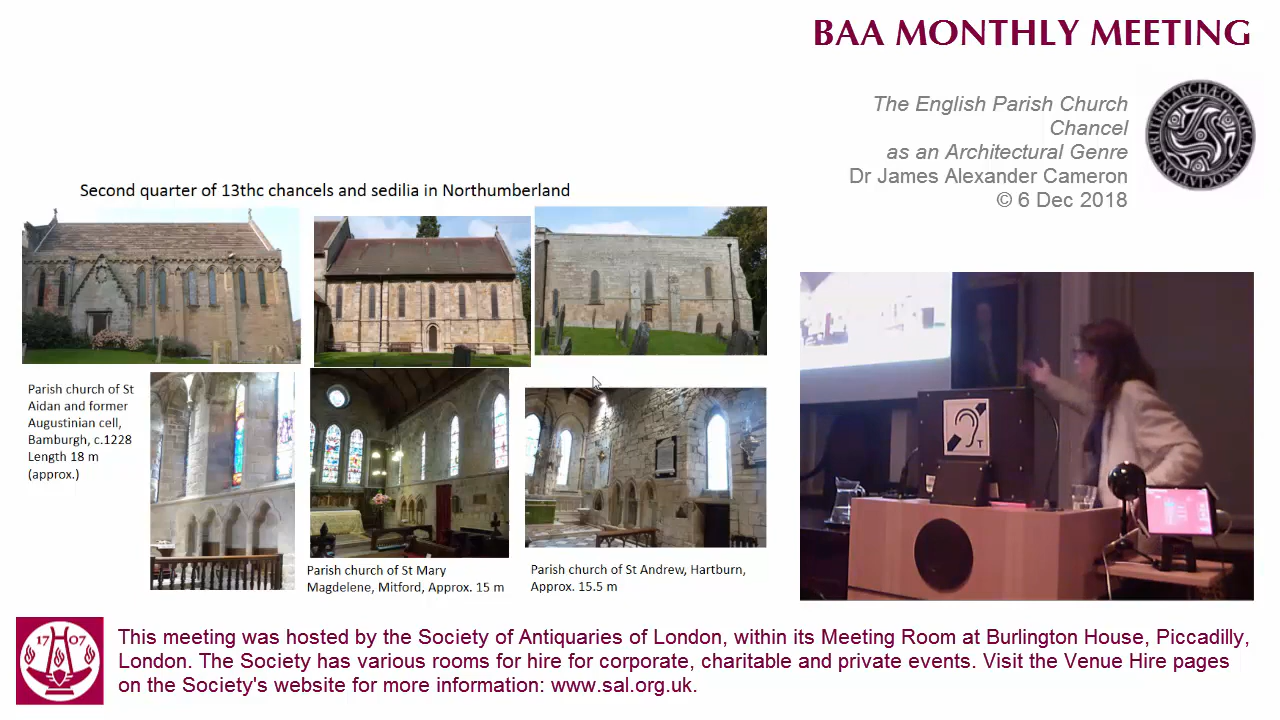 BAA MONTHLY MEETING
The English Parish Church
Chancel
as an Architectural Genre
Dr James Alexander Cameron
© 6 Dec 2018
BRITISH ARCHÆOLOGICAL ASSOCIATION
Second quarter of 13thc chancels and sedilia in Northumberland
Parish church of St
Aidan and former
Augustinian cell,
Bamburgh, c.1228
Length 18 m
(approx.)
Parish church of St Mary
Magdelene, Mitford, Approx. 15 m
Parish church of St Andrew, Hartburn,
Approx. 15.5 m
T
1707
This meeting was hosted by the Society of Antiquaries of London, within its Meeting Room at Burlington House, Piccadilly,
London. The Society has various rooms for hire for corporate, charitable and private events. Visit the Venue Hire pages
on the Society's website for more information: www.sal.org.uk.